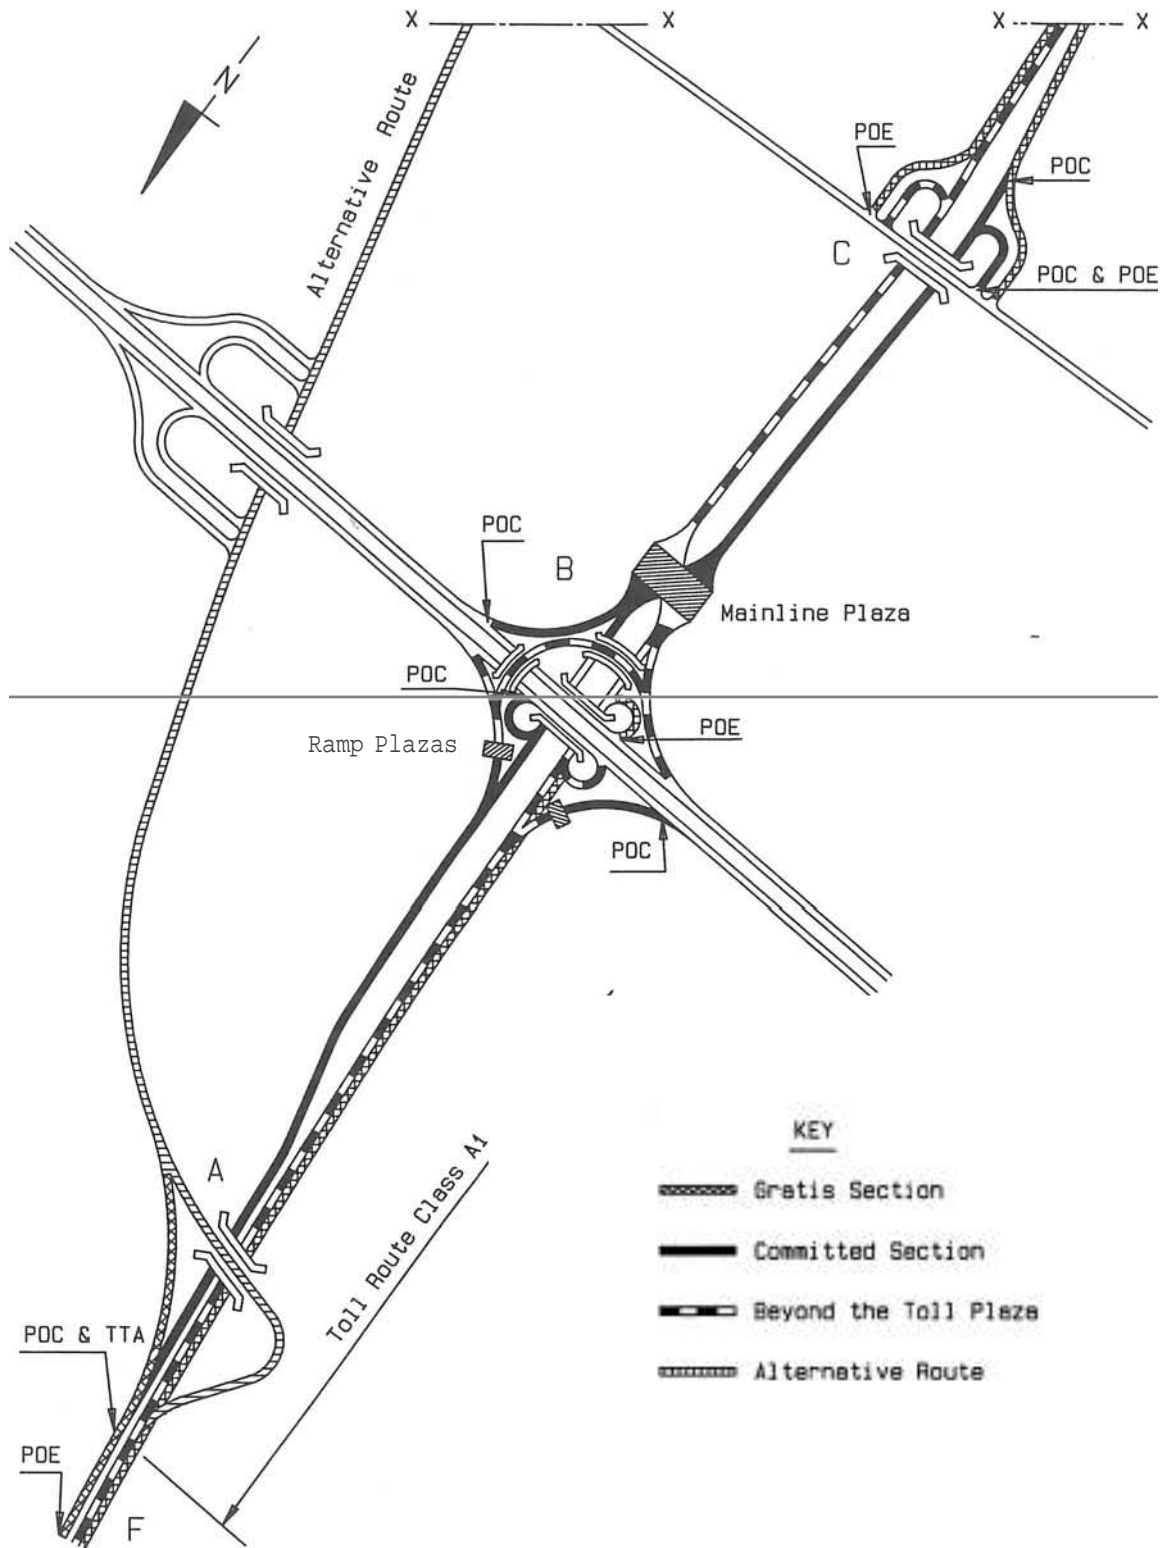 X X X X
N
Alternative Route
POE
POC
C
POC & POE
POC
B
Mainline Plaza
POC
Ramp Plazas
POE
POC
A
Toll Route Class A1
KEY
Gratis Section
Committed Section
Beyond the Toll Plaza
Alternative Route
POC & TTA
POE
F